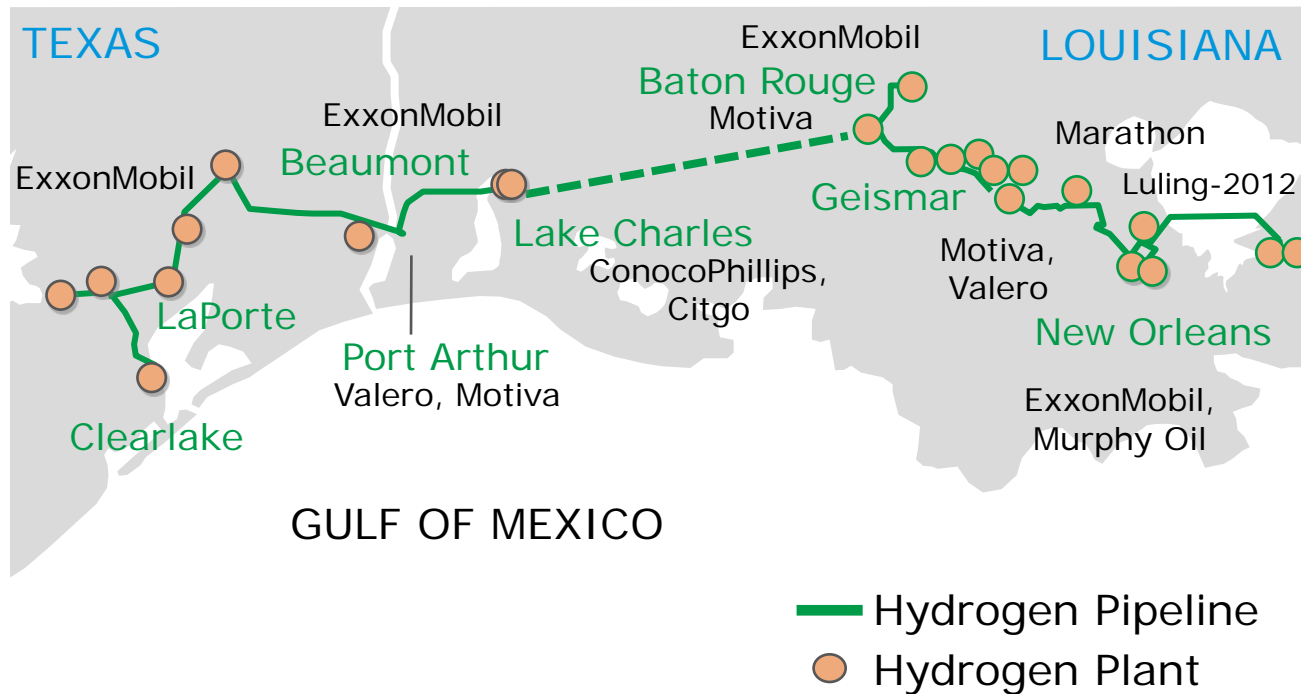 TEXAS
ExxonMobil
LOUISIANA
Baton Rouge
Motiva
ExxonMobil
Beaumont
Marathon
ExxonMobil
Luling-2012
Geismar
Lake Charles
ConocoPhillips,
Citgo
Motiva,
Valero
LaPorte
New Orleans
Port Arthur
Valero, Motiva
ExxonMobil,
Murphy Oil
Clearlake
GULF OF MEXICO
Hydrogen Pipeline
Hydrogen Plant